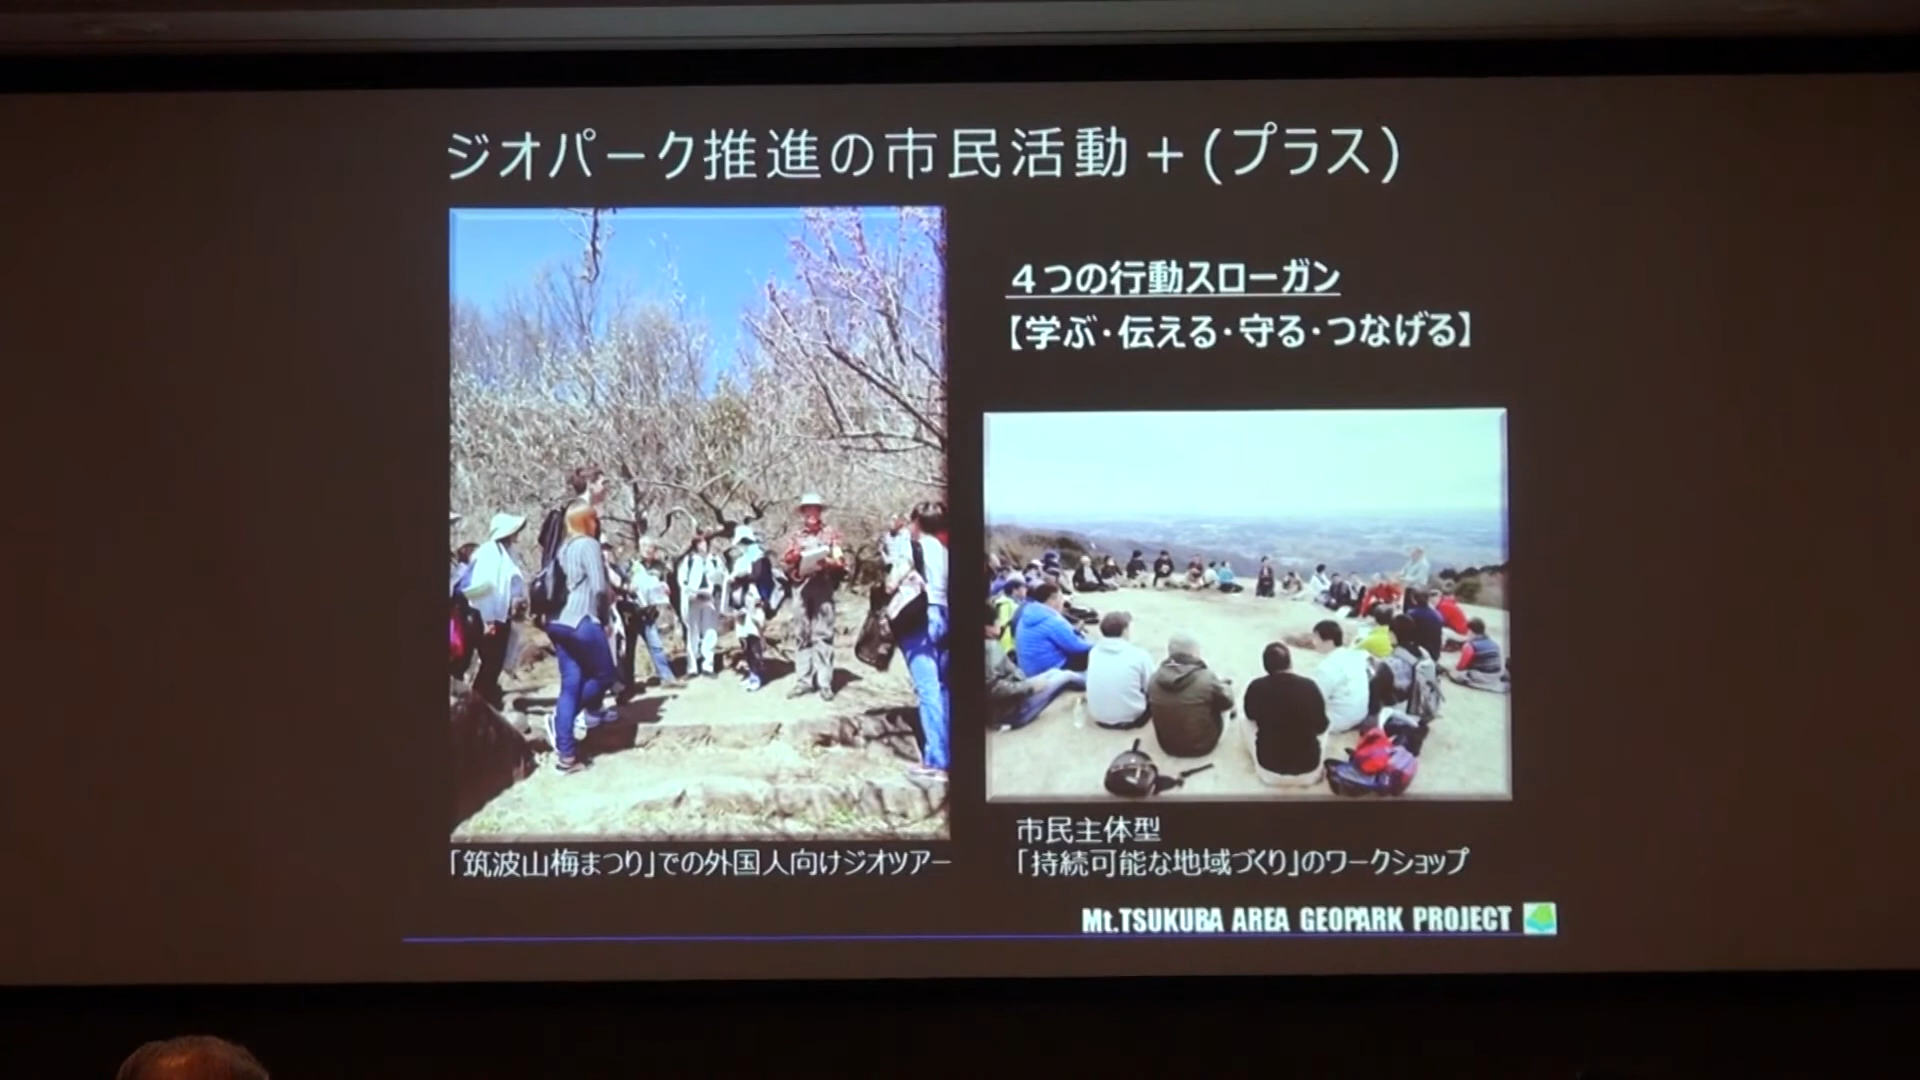 ジオパーク推進の市民活動＋(プラス)
４つの行動スローガン
【学ぶ・伝える・守る・つなげる】
「筑波山梅まつり」での外国人向けジオツアー
市民主体型
「持続可能な地域づくり」のワークショップ
Mt.TSUKUBA AREA GEOPARK PROJECT